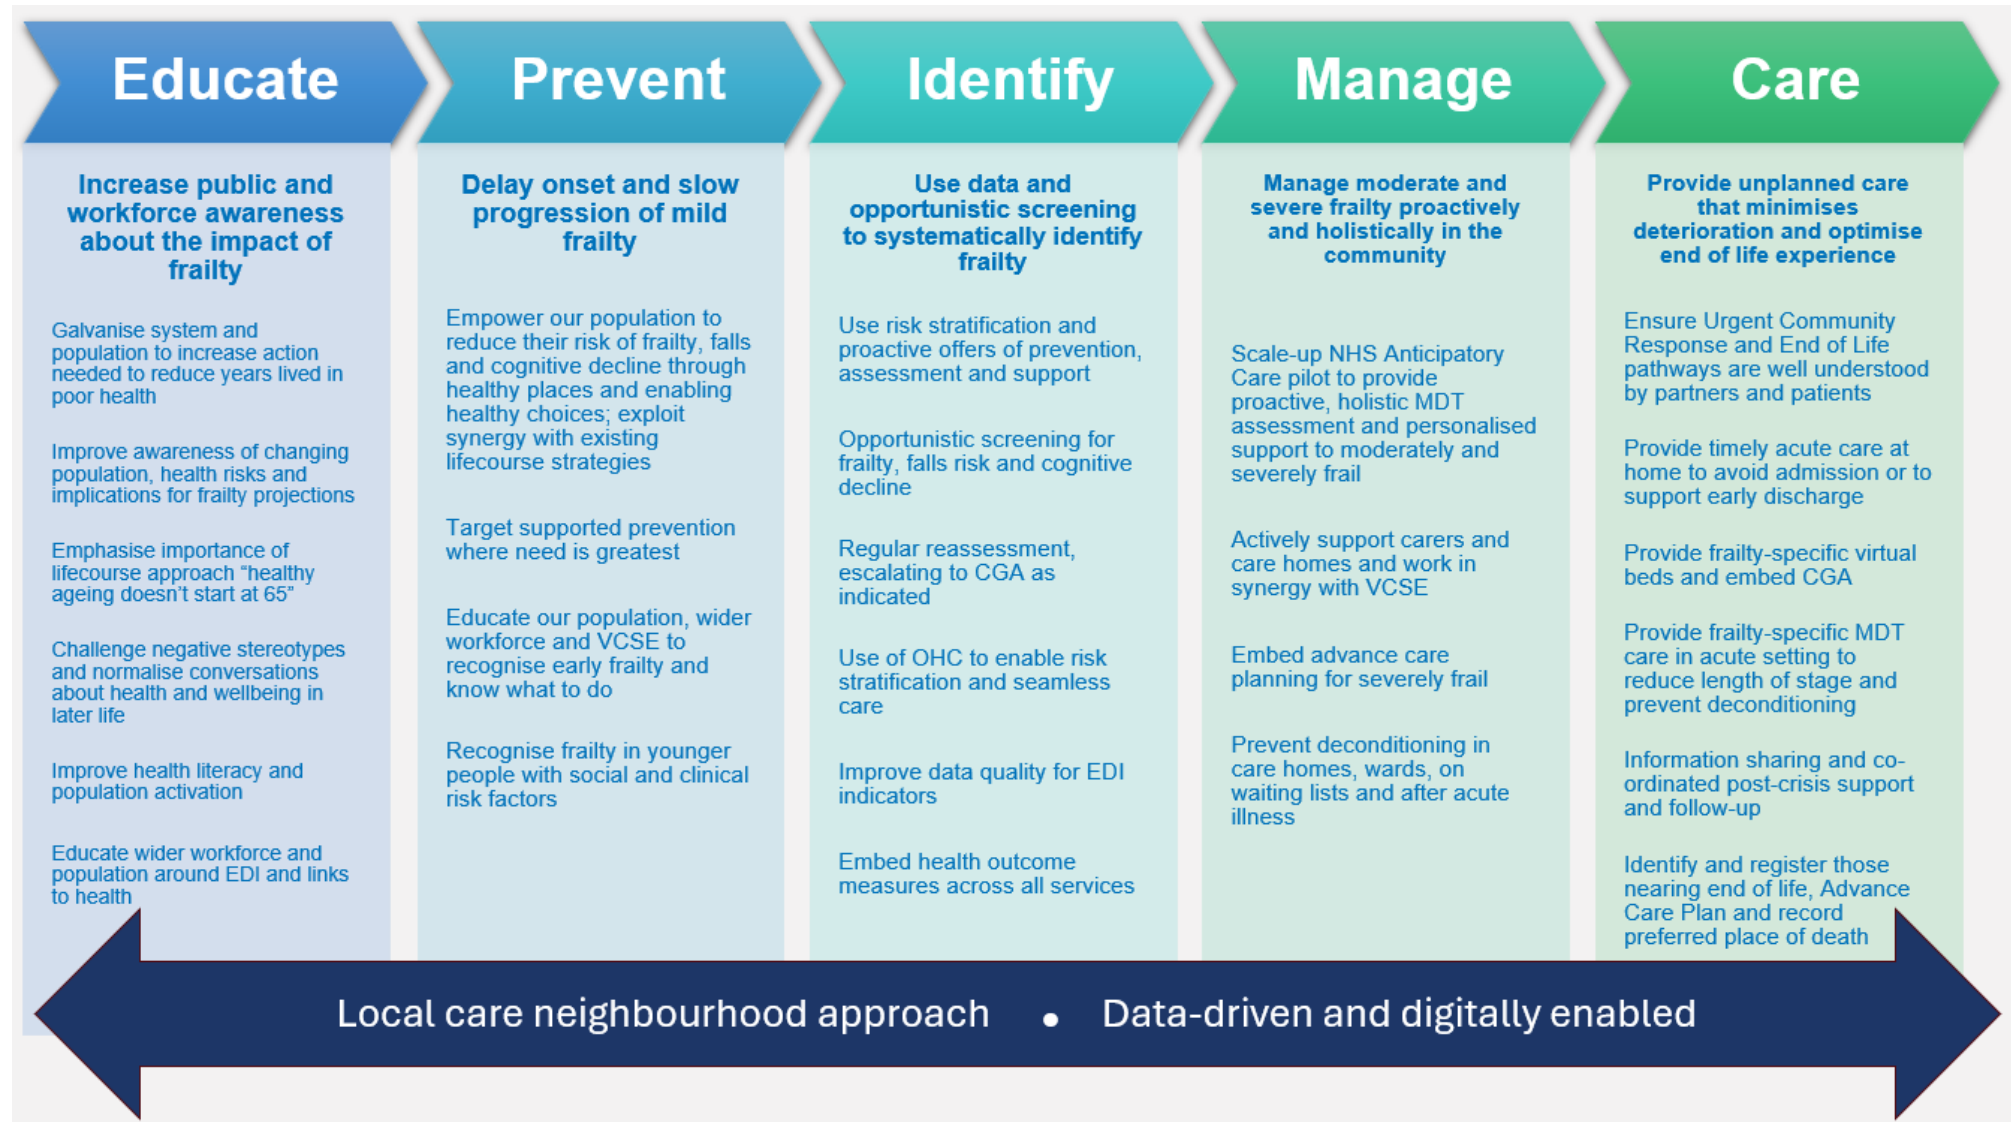 Educate
Increase public and
workforce awareness
about the impact of
frailty
Galvanise system and
population to increase action
needed to reduce years lived in
poor health
Improve awareness of changing
population, health risks and
implications for frailty projections
Emphasise importance of
lifecourse approach “healthy
ageing doesn’t start at 65”
Challenge negative stereotypes
and normalise conversations
about health and wellbeing in
later life
Improve health literacy and
population activation
Educate wider workforce and
population around EDI and links
to health
Prevent
Delay onset and slow
progression of mild
frailty
Empower our population to
reduce their risk of frailty, falls
and cognitive decline through
healthy places and enabling
healthy choices; exploit
synergy with existing
lifecourse strategies
Target supported prevention
where need is greatest
Educate our population, wider
workforce and VCSE to
recognise early frailty and
know what to do
Recognise frailty in younger
people with social and clinical
risk factors
Identify
Use data and
opportunistic screening
to systematically identify
frailty
Use risk stratification and
proactive offers of prevention,
assessment and support
Opportunistic screening for
frailty, falls risk and cognitive
decline
Regular reassessment,
escalating to CGA as
indicated
Use of OHC to enable risk
stratification and seamless
care
Improve data quality for EDI
indicators
Embed health outcome
measures across all services
Manage
Manage moderate and
severe frailty proactively
and holistically in the
community
Scale-up NHS Anticipatory
Care pilot to provide
proactive, holistic MDT
assessment and personalised
support to moderately and
severely frail
Actively support carers and
care homes and work in
synergy with VCSE
Embed advance care
planning for severely frail
Prevent deconditioning in
care homes, wards, on
waiting lists and after acute
illness
Care
Provide unplanned care
that minimises
deterioration and optimise
end of life experience
Ensure Urgent Community
Response and End of Life
pathways are well understood
by partners and patients
Provide timely acute care at
home to avoid admission or to
support early discharge
Provide frailty-specific virtual
beds and embed CGA
Provide frailty-specific MDT
care in acute setting to
reduce length of stage and
prevent deconditioning
Information sharing and co-
ordinated post-crisis support
and follow-up
Identify and register those
nearing end of life, Advance
Care Plan and record
preferred place of death
Local care neighbourhood approach • Data-driven and digitally enabled